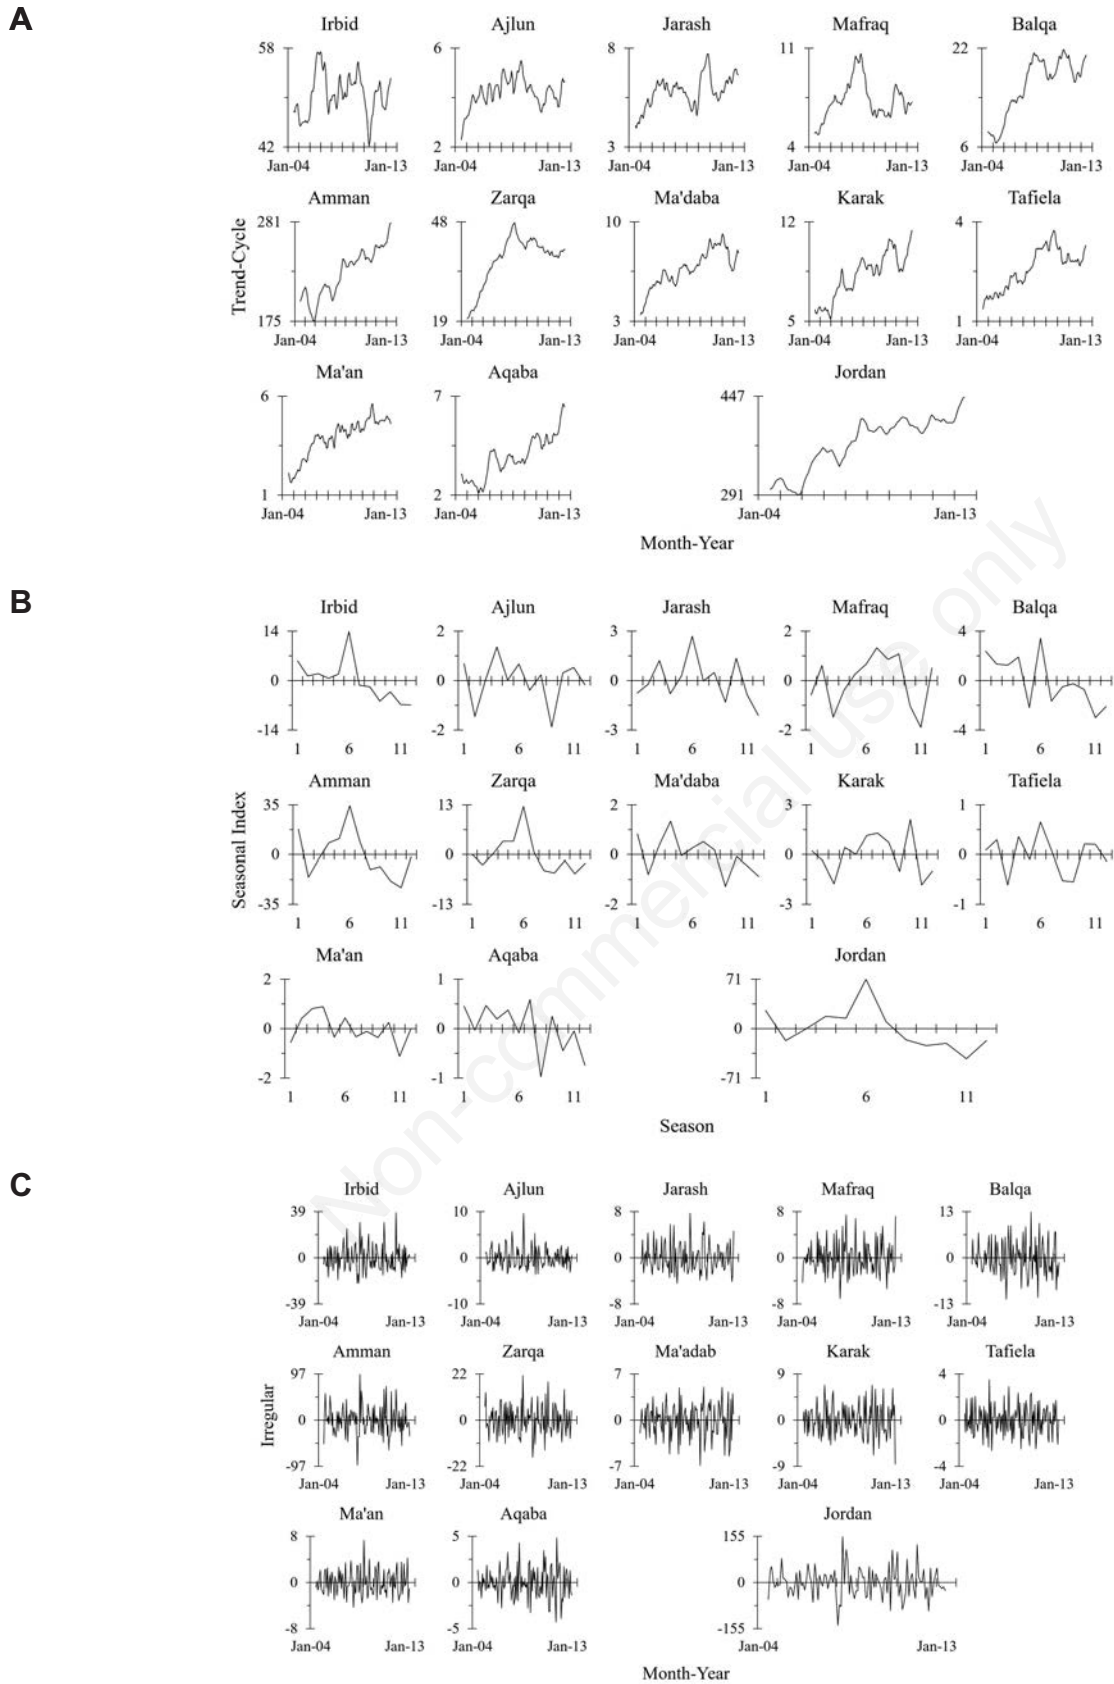 A
Irbid Ajlun Jarash Mafraq Balqa
58 6 8 11 22
42 2 3 4 6
Jan-04 Jan-13 Jan-04 Jan-13 Jan-04 Jan-13 Jan-04 Jan-13 Jan-04 Jan-13
Amman Zarqa Ma'daba Karak Tafiela
281 48 10 12 4
Trend-Cycle
175 19 3 5 1
Jan-04 Jan-13 Jan-04 Jan-13 Jan-04 Jan-13 Jan-04 Jan-13 Jan-04 Jan-13
Ma'an Aqaba Jordan
6 7 447
1 2 291
Jan-04 Jan-13 Jan-04 Jan-13 Jan-04 Jan-13
Month-Year
B
Irbid Ajlun Jarash Mafraq Balqa
14 2 3 2 4
0 0 0 0 0
-14 -2 -3 -2 -4
1 6 11 1 6 11 1 6 11 1 6 11 1 6 11
Amman Zarqa Ma'daba Karak Tafiela
35 13 2 3 1
Seasonal Index
0 0 0 0 0
-35 -13 -2 -3 -1
1 6 11 1 6 11 1 6 11 1 6 11 1 6 11
Ma'an Aqaba Jordan
2 1 71
0 0 0
-2 -1 -71
1 6 11 1 6 11 1 6 11
Season
C
Irbid Ajlun Jarash Mafraq Balqa
39 10 8 8 13
0 0 0 0 0
-39 -10 -8 -8 -13
Jan-04 Jan-13 Jan-04 Jan-13 Jan-04 Jan-13 Jan-04 Jan-13 Jan-04 Jan-13
Amman Zarqa Ma'adab Karak Tafiela
97 22 7 9 4
Irregular
0 0 0 0 0
-97 -22 -7 -9 -4
Jan-04 Jan-13 Jan-04 Jan-13 Jan-04 Jan-13 Jan-04 Jan-13 Jan-04 Jan-13
Ma'an Aqaba Jordan
8 5 155
0 0 0
-8 -5 -155
Jan-04 Jan-13 Jan-04 Jan-13 Jan-04 Jan-13
Month-Year
Non-commercial use only